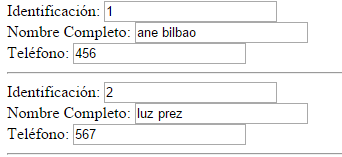 Identificación: 1
Nombre Completo: ane bilbao
Teléfono: 456
Identificación: 2
Nombre Completo: luz prez
Teléfono: 567